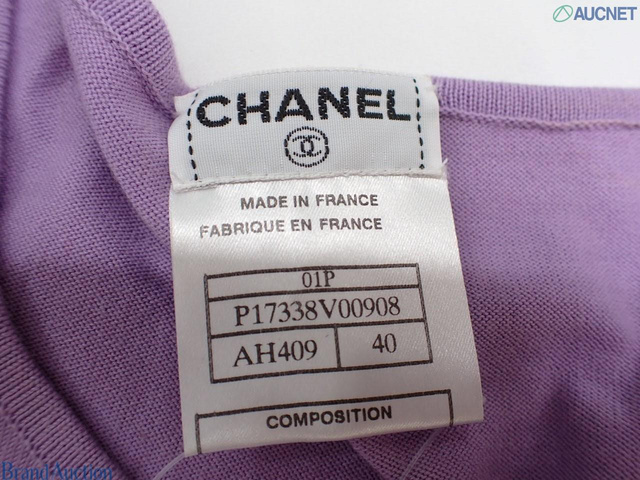 AUCNET
CHANEL
MADE IN FRANCE
FABRIQUE EN FRANCE
01P
P17338V00908
AH409 40
COMPOSITION
Brand Auction